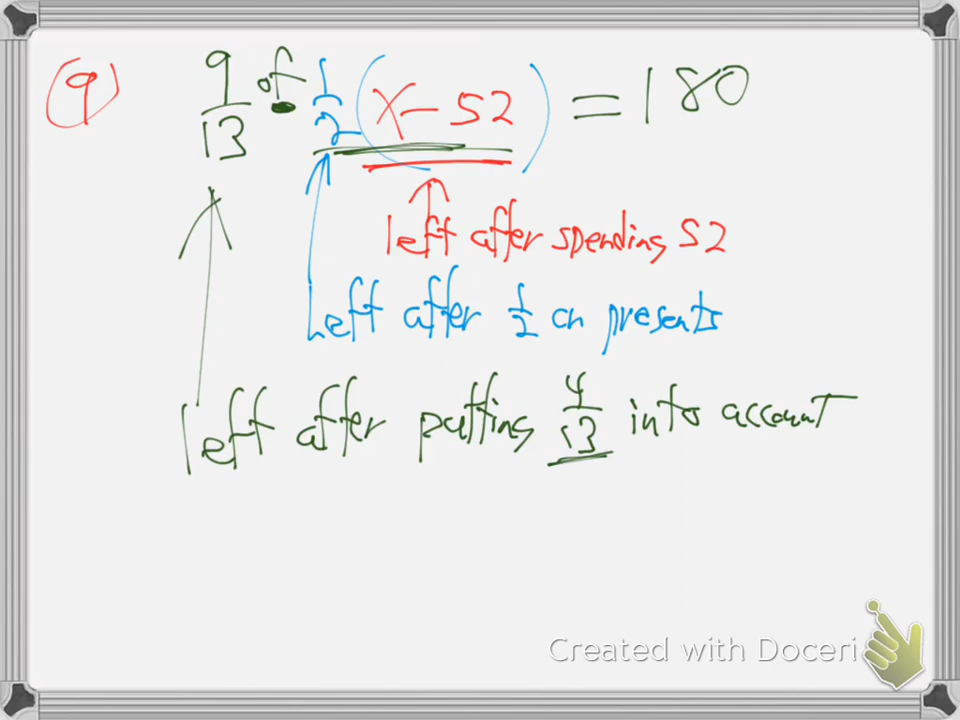 (9) 9/13 of 1/2 (x - 52) = 180
left after spending 52
left after 1/2 on presents
left after putting 4/13 into account
Created with Doceri